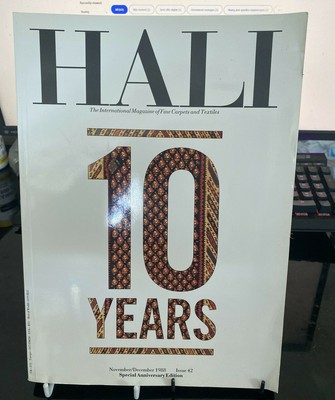 HALI
The International Magazine of Fine Carpets and Textiles
10
YEARS
November/December 1988 Issue 42
Special Anniversary Edition